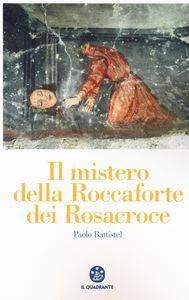 Il mistero
della Roccaforte
dei Rosacroce
Paolo Battistel
IL QUADRANTE